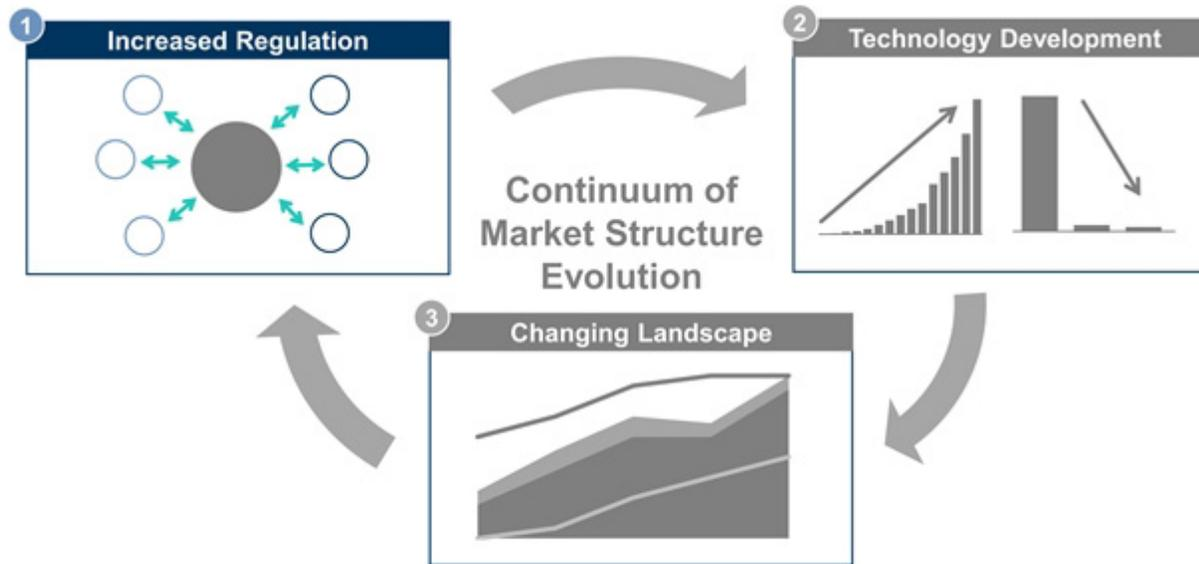 1
Increased Regulation
2
Technology Development
Continuum of
Market Structure
Evolution
3
Changing Landscape